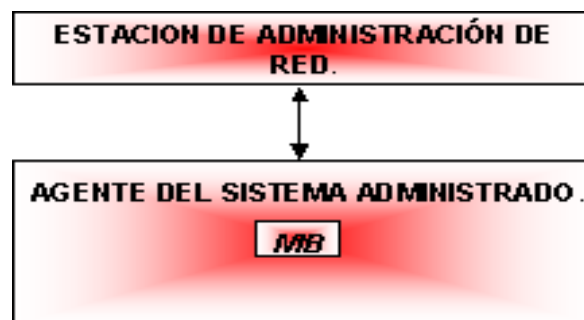 ESTACION DE ADMINISTRACIÓN DE
RED.
AGENTE DEL SISTEMA ADMINISTRADO.
MIB